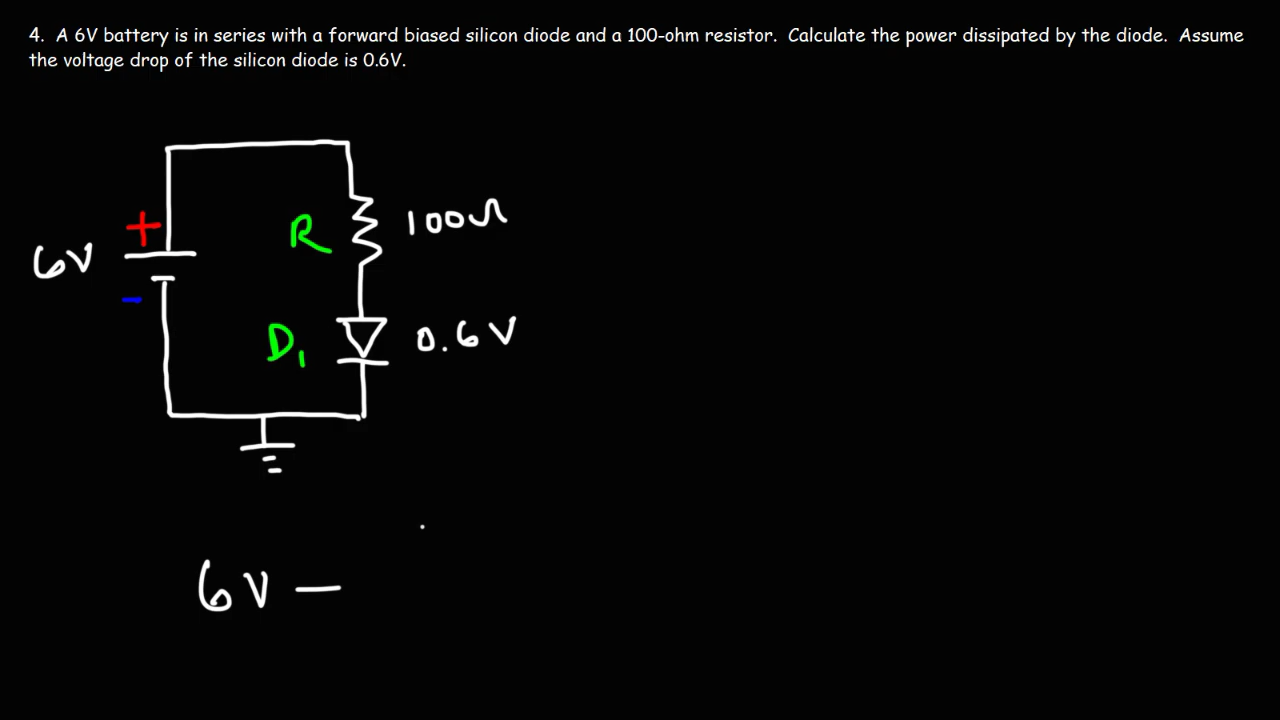 4. A 6V battery is in series with a forward biased silicon diode and a 100-ohm resistor. Calculate the power dissipated by the diode. Assume
the voltage drop of the silicon diode is 0.6V.
+
6V
-
R
100Ω
D₁
0.6V
6V —